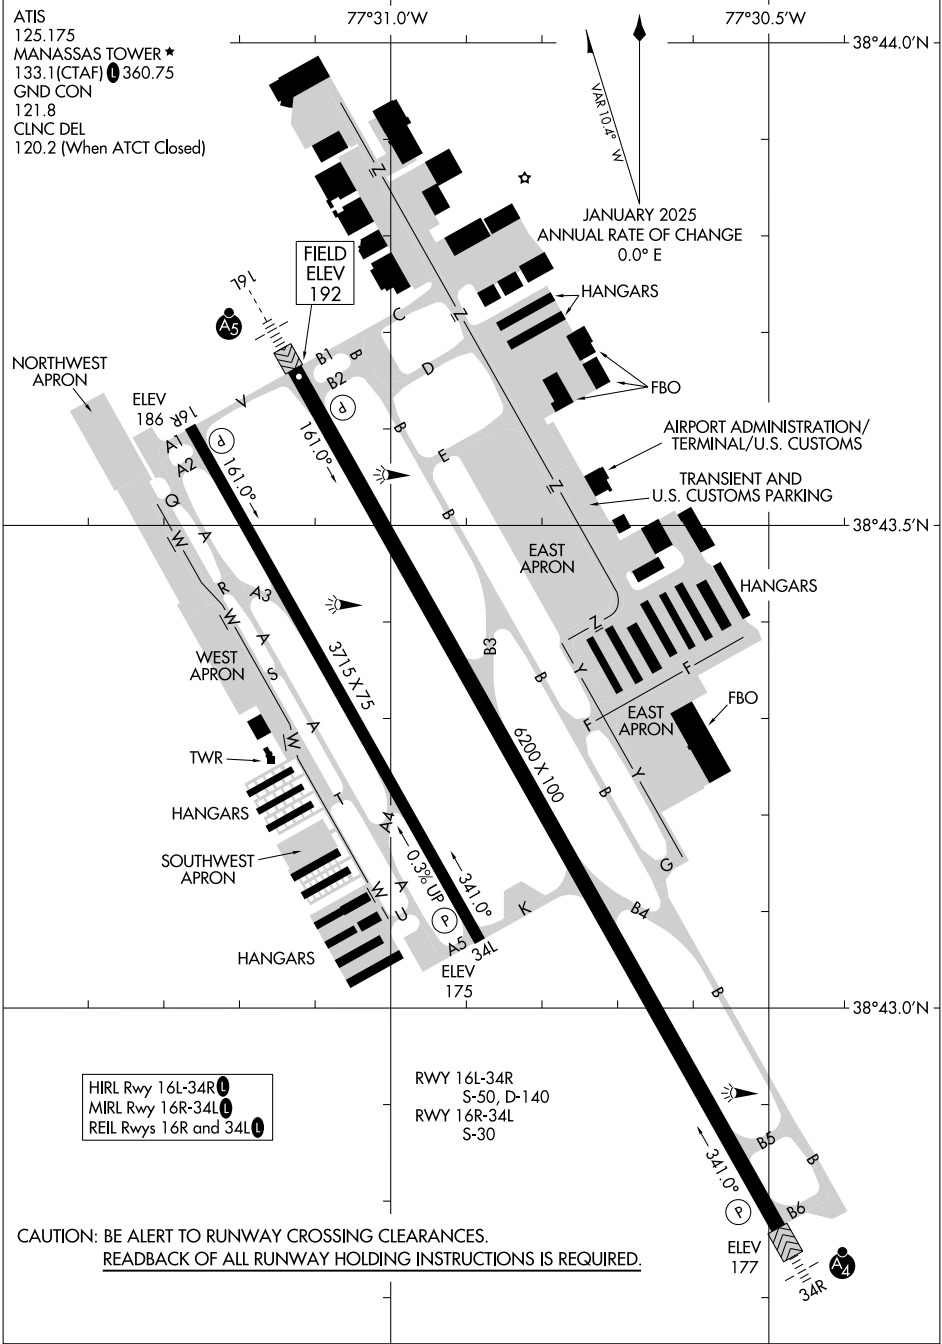 ATIS
125.175
MANASSAS TOWER ★
133.1(CTAF) L 360.75
GND CON
121.8
CLNC DEL
120.2 (When ATCT Closed)
77°31.0'W
77°30.5'W
38°44.0'N
VAR 10.4° W
JANUARY 2025
ANNUAL RATE OF CHANGE
0.0° E
Z
FIELD
ELEV
192
16L
A5
HANGARS
C
Z
B1
B
B2
D
FBO
NORTHWEST
APRON
ELEV
186
16R
V
P
P
A1
A2
161.0°
161.0°
B
E
B
AIRPORT ADMINISTRATION/
TERMINAL/U.S. CUSTOMS
TRANSIENT AND
U.S. CUSTOMS PARKING
Z
Q
W
A
38°43.5'N
EAST
APRON
HANGARS
R
A3
W
A
S
WEST
APRON
3715 X 75
B3
B
Z
Y
F
F
EAST
APRON
FBO
A
W
TWR
6200 X 100
B
Y
T
A4
HANGARS
SOUTHWEST
APRON
0.3% UP
341.0°
G
W
A
U
P
K
B4
A5
34L
HANGARS
ELEV
175
B
38°43.0'N
HIRL Rwy 16L-34R L
MIRL Rwy 16R-34L L
REIL Rwys 16R and 34L L
RWY 16L-34R
S-50, D-140
RWY 16R-34L
S-30
341.0°
B5
B
P
B6
ELEV
177
34R
A4
CAUTION: BE ALERT TO RUNWAY CROSSING CLEARANCES.
READBACK OF ALL RUNWAY HOLDING INSTRUCTIONS IS REQUIRED.